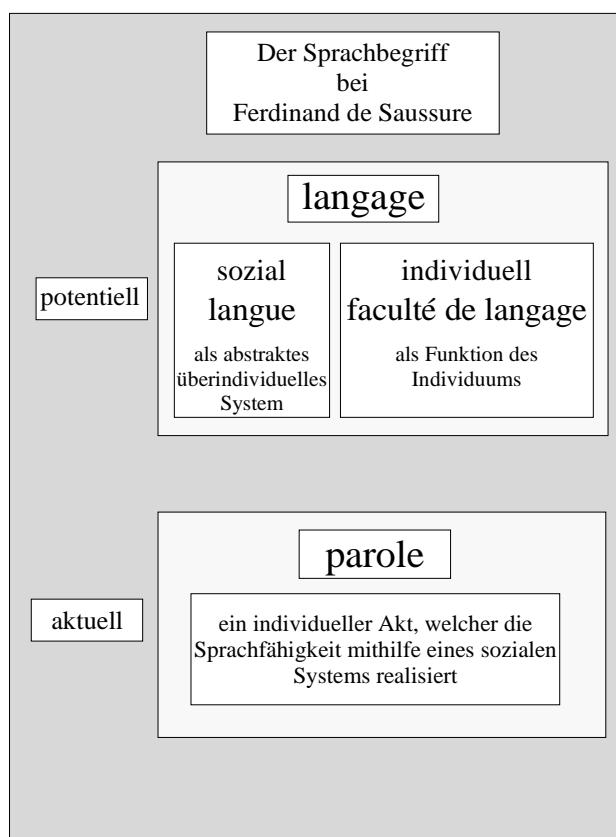 Der Sprachbegriff
bei
Ferdinand de Saussure
langage
potentiell
sozial
langue
als abstraktes
überindividuelles
System
individuell
faculté de langage
als Funktion des
Individuums
parole
aktuell
ein individueller Akt, welcher die
Sprachfähigkeit mithilfe eines sozialen
Systems realisiert